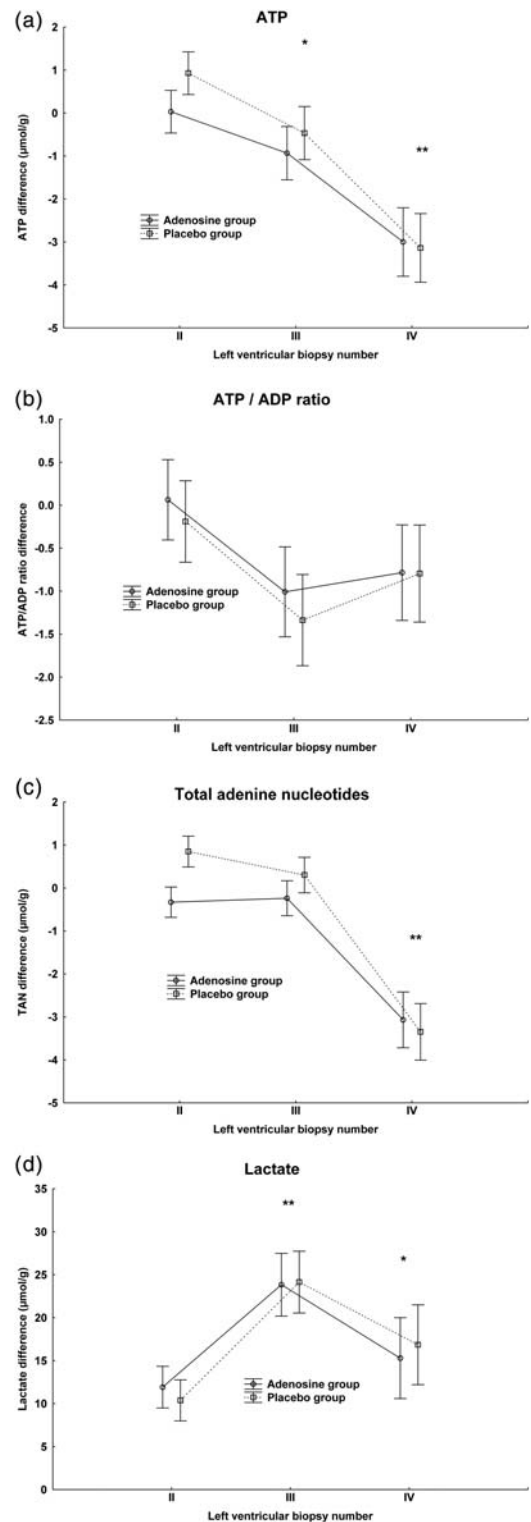 (a)
ATP
2
1
0
-1
-2
-3
-4
-5
ATP difference (µmol/g)
*
**
Adenosine group
Placebo group
II III IV
Left ventricular biopsy number
(b)
ATP / ADP ratio
1.0
0.5
0.0
-0.5
-1.0
-1.5
-2.0
-2.5
ATP/ADP ratio difference
Adenosine group
Placebo group
II III IV
Left ventricular biopsy number
(c)
Total adenine nucleotides
2
1
0
-1
-2
-3
-4
-5
TAN difference (µmol/g)
**
Adenosine group
Placebo group
II III IV
Left ventricular biopsy number
(d)
Lactate
35
30
25
20
15
10
5
0
Lactate difference (µmol/g)
**
*
Adenosine group
Placebo group
II III IV
Left ventricular biopsy number